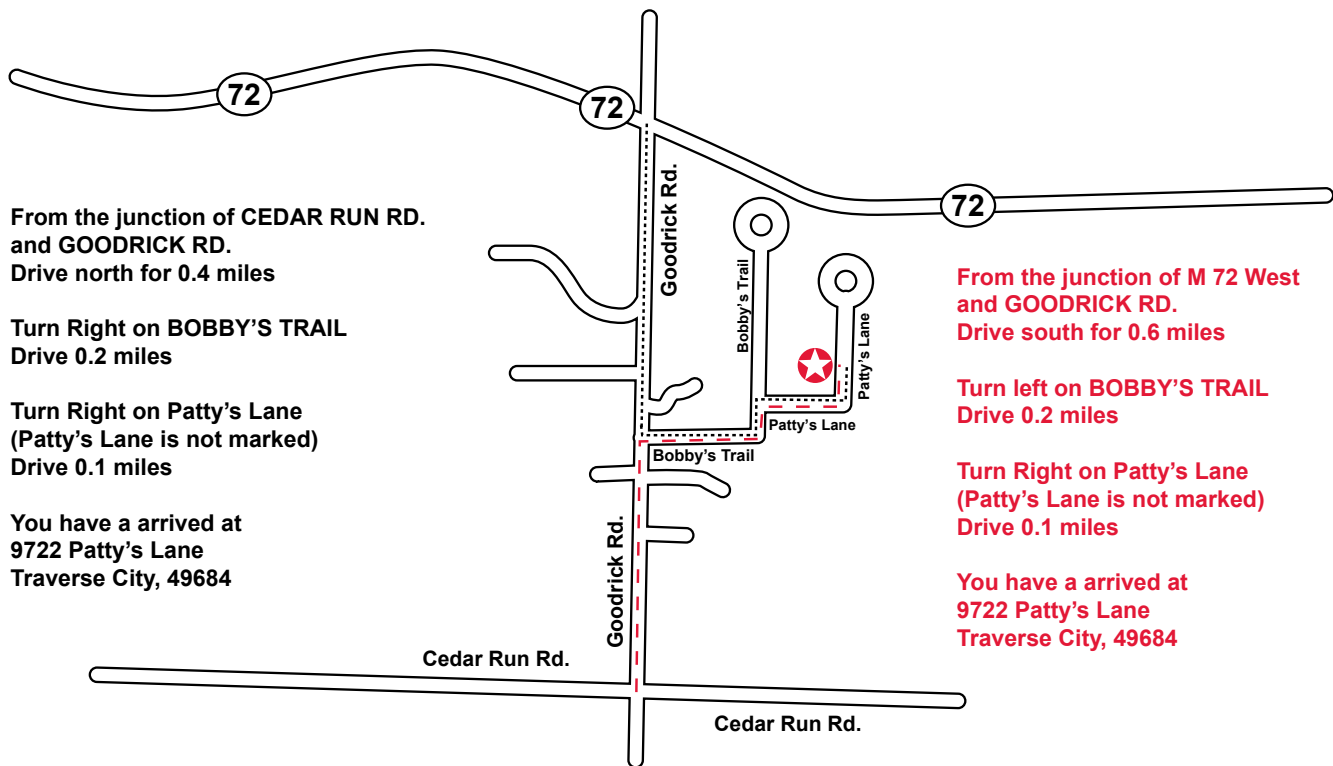 72
72
72
Goodrick Rd.
From the junction of CEDAR RUN RD.
and GOODRICK RD.
Drive north for 0.4 miles
Turn Right on BOBBY'S TRAIL
Drive 0.2 miles
Turn Right on Patty's Lane
(Patty's Lane is not marked)
Drive 0.1 miles
You have a arrived at
9722 Patty's Lane
Traverse City, 49684
Bobby's Trail
Patty's Lane
Patty's Lane
Bobby's Trail
Goodrick Rd.
From the junction of M 72 West
and GOODRICK RD.
Drive south for 0.6 miles
Turn left on BOBBY'S TRAIL
Drive 0.2 miles
Turn Right on Patty's Lane
(Patty's Lane is not marked)
Drive 0.1 miles
You have a arrived at
9722 Patty's Lane
Traverse City, 49684
Cedar Run Rd.
Cedar Run Rd.